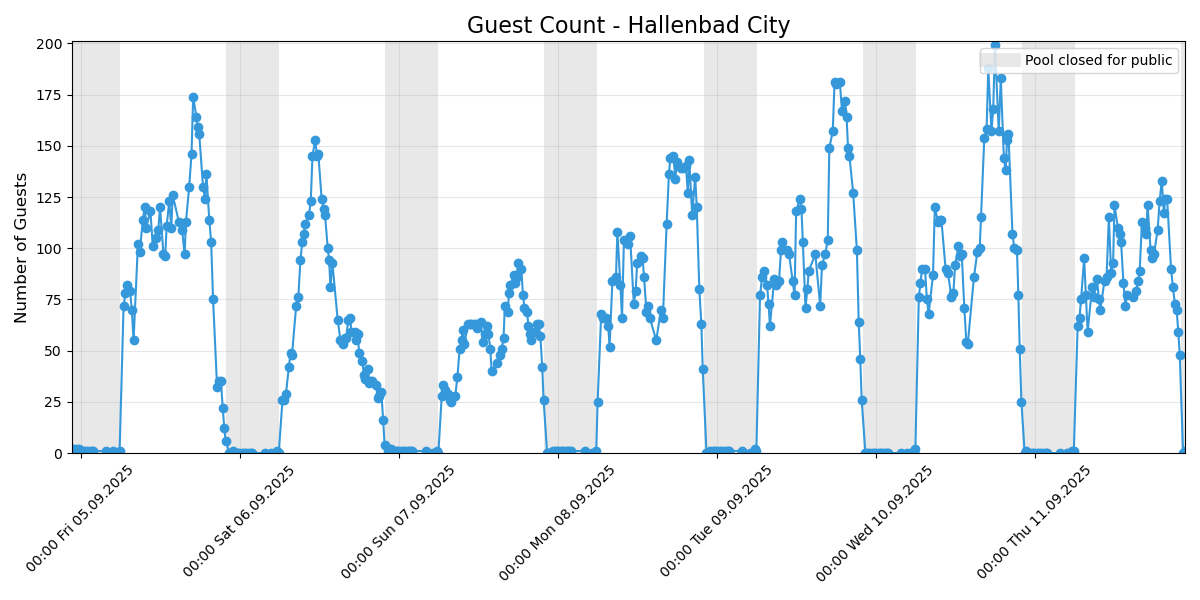 Guest Count - Hallenbad City
Pool closed for public
Number of Guests
200
175
150
125
100
75
50
25
0
00:00 Fri 05.09.2025
00:00 Sat 06.09.2025
00:00 Sun 07.09.2025
00:00 Mon 08.09.2025
00:00 Tue 09.09.2025
00:00 Wed 10.09.2025
00:00 Thu 11.09.2025